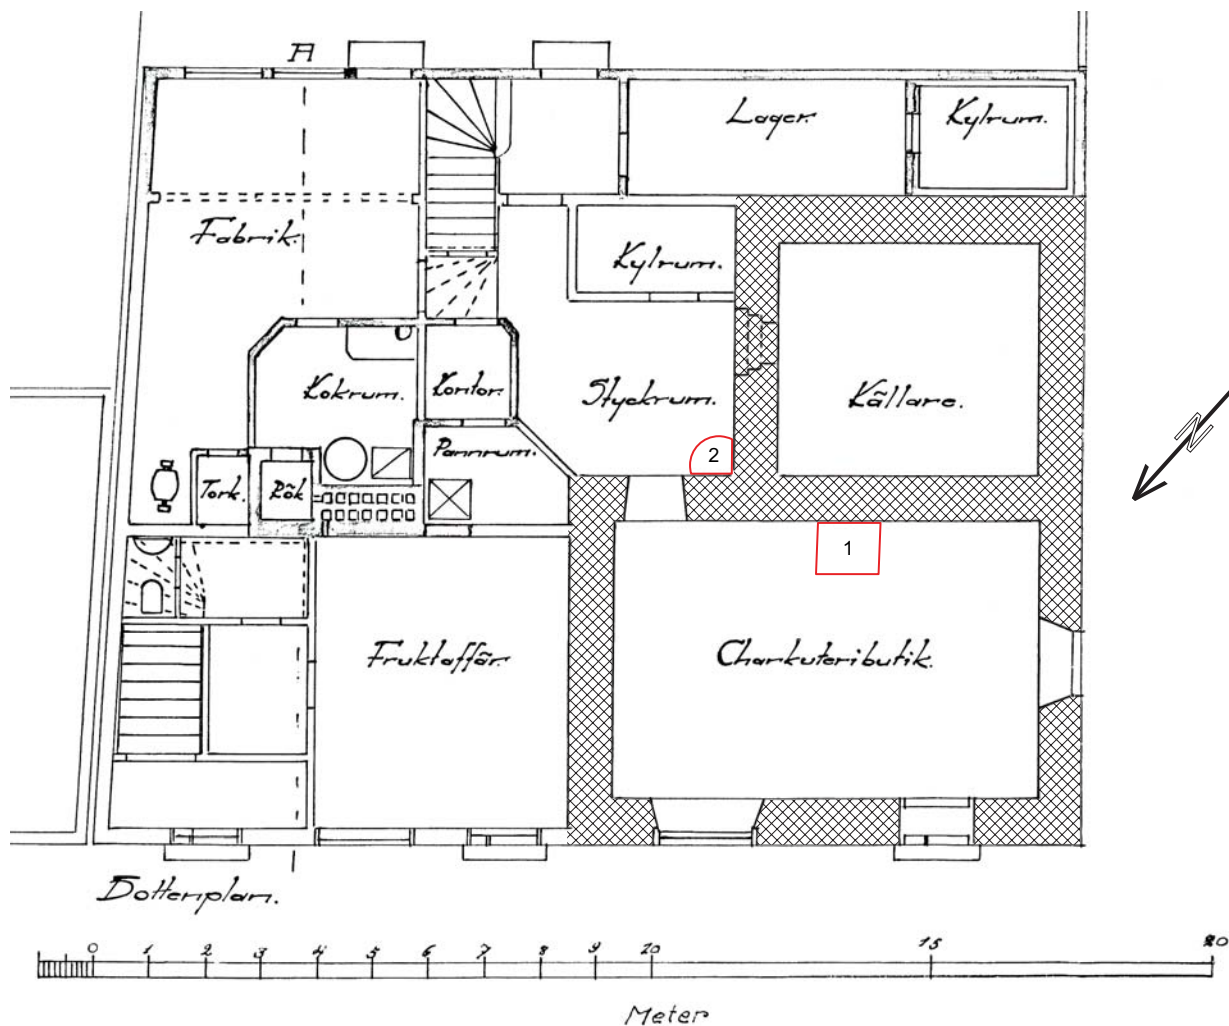 A
Lager.
Kylrum.
Fabrik.
Kylrum.
Kokrum.
Kontor.
Styckrum.
Källare.
Pannrum.
2
N
Tork.
Rök
1
Fruktaffär.
Charkuteributik.
Bottenplan.
0 1 2 3 4 5 6 7 8 9 10 15 20
Meter